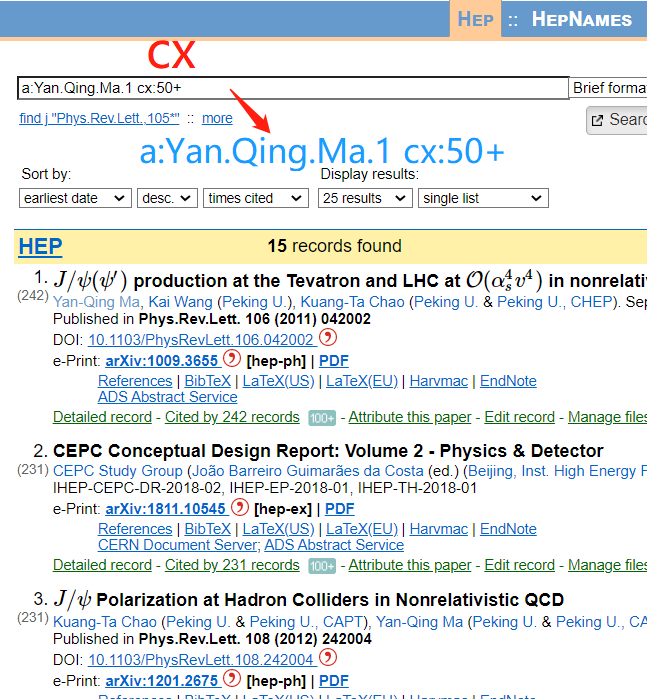 HEP :: HEPNAMES
CX
a:Yan.Qing.Ma.1 cx:50+ Brief forma
find j "Phys.Rev.Lett.,105*" :: more Searc
a:Yan.Qing.Ma.1 cx:50+
Sort by: Display results:
earliest date desc. times cited 25 results single list
HEP 15 records found
1. J/ψ(ψ′) production at the Tevatron and LHC at O(α_s^4 v^4) in nonrelativ
(242) Yan-Qing Ma, Kai Wang (Peking U.), Kuang-Ta Chao (Peking U. & Peking U., CHEP). Sep
Published in Phys.Rev.Lett. 106 (2011) 042002
DOI: 10.1103/PhysRevLett.106.042002
e-Print: arXiv:1009.3655 [hep-ph] | PDF
References | BibTeX | LaTeX(US) | LaTeX(EU) | Harvmac | EndNote
ADS Abstract Service
Detailed record - Cited by 242 records 100+ - Attribute this paper - Edit record - Manage files
2. CEPC Conceptual Design Report: Volume 2 - Physics & Detector
(231) CEPC Study Group (João Barreiro Guimarães da Costa (ed.) (Beijing, Inst. High Energy P
IHEP-CEPC-DR-2018-02, IHEP-EP-2018-01, IHEP-TH-2018-01
e-Print: arXiv:1811.10545 [hep-ex] | PDF
References | BibTeX | LaTeX(US) | LaTeX(EU) | Harvmac | EndNote
CERN Document Server; ADS Abstract Service
Detailed record - Cited by 231 records 100+ - Attribute this paper - Edit record - Manage files
3. J/ψ Polarization at Hadron Colliders in Nonrelativistic QCD
(231) Kuang-Ta Chao (Peking U. & Peking U., CAPT), Yan-Qing Ma (Peking U. & Peking U., CA
Published in Phys.Rev.Lett. 108 (2012) 242004
DOI: 10.1103/PhysRevLett.108.242004
e-Print: arXiv:1201.2675 [hep-ph] | PDF